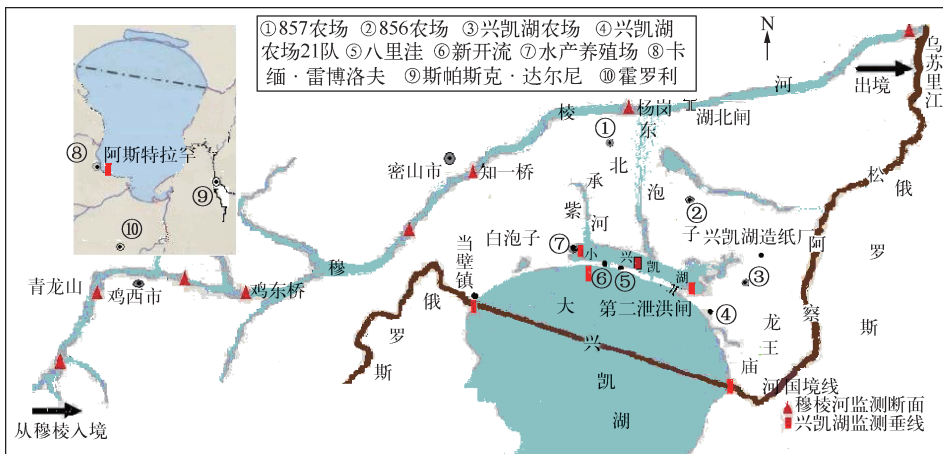 ①857农场 ②856农场 ③兴凯湖农场 ④兴凯湖
农场21队 ⑤八里洼 ⑥新开流 ⑦水产养殖场 ⑧卡
缅·雷博洛夫 ⑨斯帕斯克·达尔尼 ⑩霍罗利
N
乌苏里江
出境
河
湖北闸
杨岗
棱
①
东北泡子
密山市
知一桥
承紫河
②
松阿察
俄罗斯
兴凯湖造纸厂
③
⑧
阿斯特拉罕
⑨
⑩
白泡子
⑦
小兴凯湖
⑥
⑤
第二泄洪闸
④
龙王庙
当壁镇
穆
青龙山
鸡西市
鸡东桥
俄罗斯
大兴凯湖
河
国境线
穆棱河监测断面
兴凯湖监测垂线
从穆棱入境